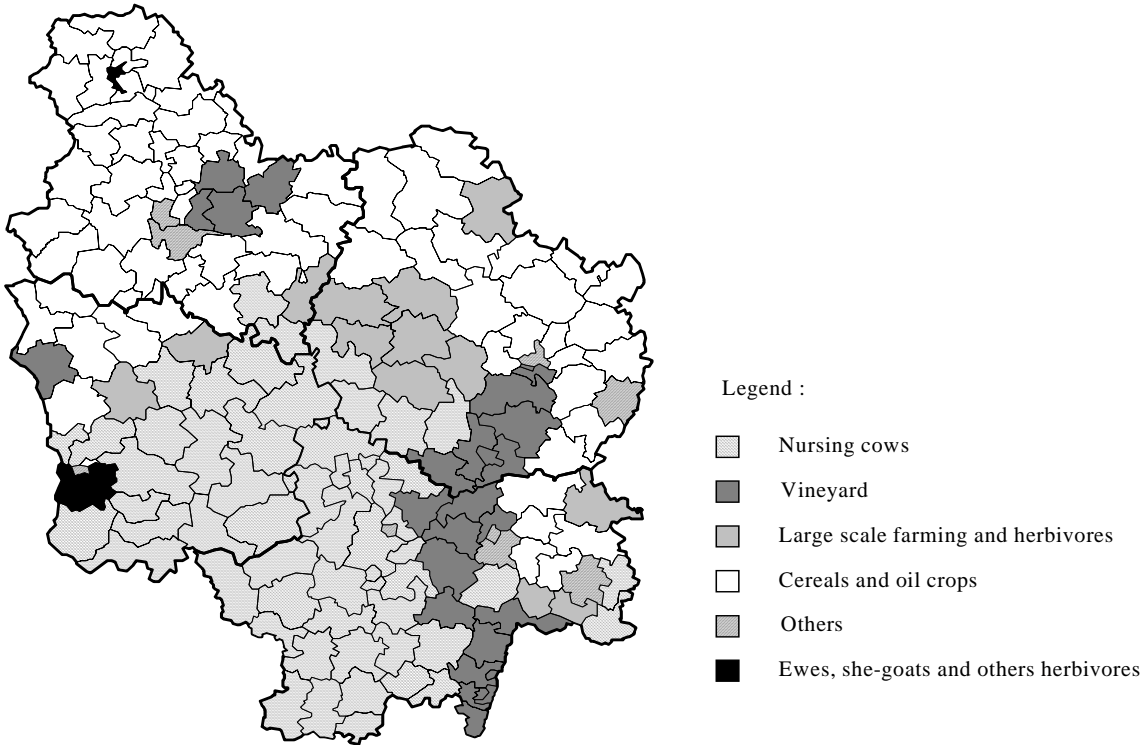 Legend :
Nursing cows
Vineyard
Large scale farming and herbivores
Cereals and oil crops
Others
Ewes, she-goats and others herbivores